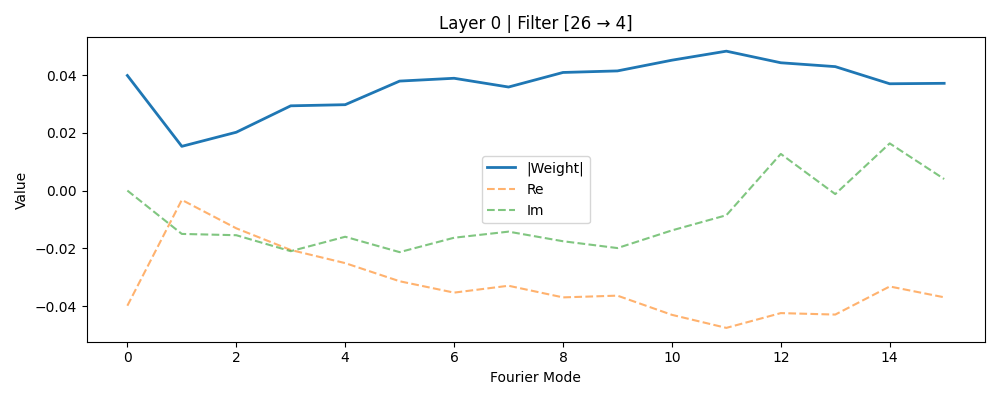 Layer 0 | Filter [26 → 4]
Value
0.04
0.02
0.00
−0.02
−0.04
|Weight|
Re
Im
0 2 4 6 8 10 12 14
Fourier Mode